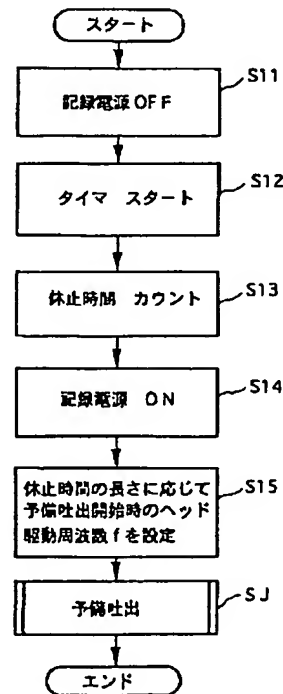 スタート
記録電源OFF
S11
タイマ スタート
S12
休止時間 カウント
S13
記録電源 ON
S14
休止時間の長さに応じて
予備吐出開始時のヘッド
駆動周波数fを設定
S15
予備吐出
SJ
エンド